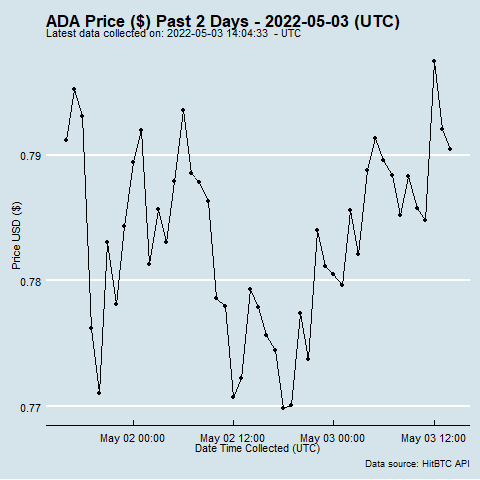 ADA Price ($) Past 2 Days - 2022-05-03 (UTC)
Latest data collected on: 2022-05-03 14:04:33 - UTC
Price USD ($)
0.79
0.78
0.77
May 02 00:00
May 02 12:00
May 03 00:00
May 03 12:00
Date Time Collected (UTC)
Data source: HitBTC API